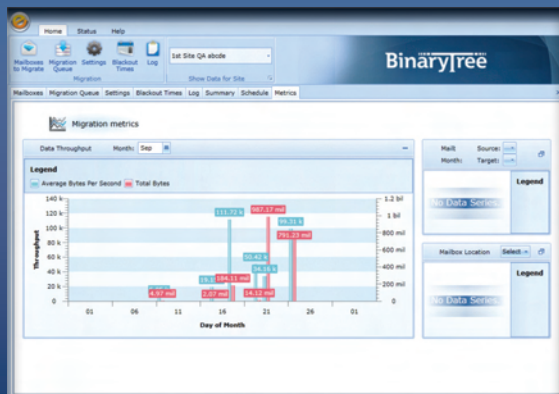 Home Status Help
Mailboxes to Migrate
Migration Queue
Settings
Blackout Times
Log
Migration
1st Site QA abcde
Show Data for Site
BinaryTree
Mailboxes Migration Queue Settings Blackout Times Log Summary Schedule Metrics
Migration metrics
Data Throughput Month: Sep
Legend
Average Bytes Per Second Total Bytes
140 k
120 k
100 k
80 k
60 k
40 k
20 k
0
Throughput
111.72 k
987.17 mil
791.23 mil
50.42 k
34.16 k
184.11 mil
4.97 mil
2.07 mil
14.12 mil
1.2 bil
1 bil
800 mil
600 mil
400 mil
200 mil
0
01 06 11 16 21 26 01
Day of Month
Mail Source:
Month: Target:
Legend
No Data Series.
Mailbox Location Select
Legend
No Data Series.